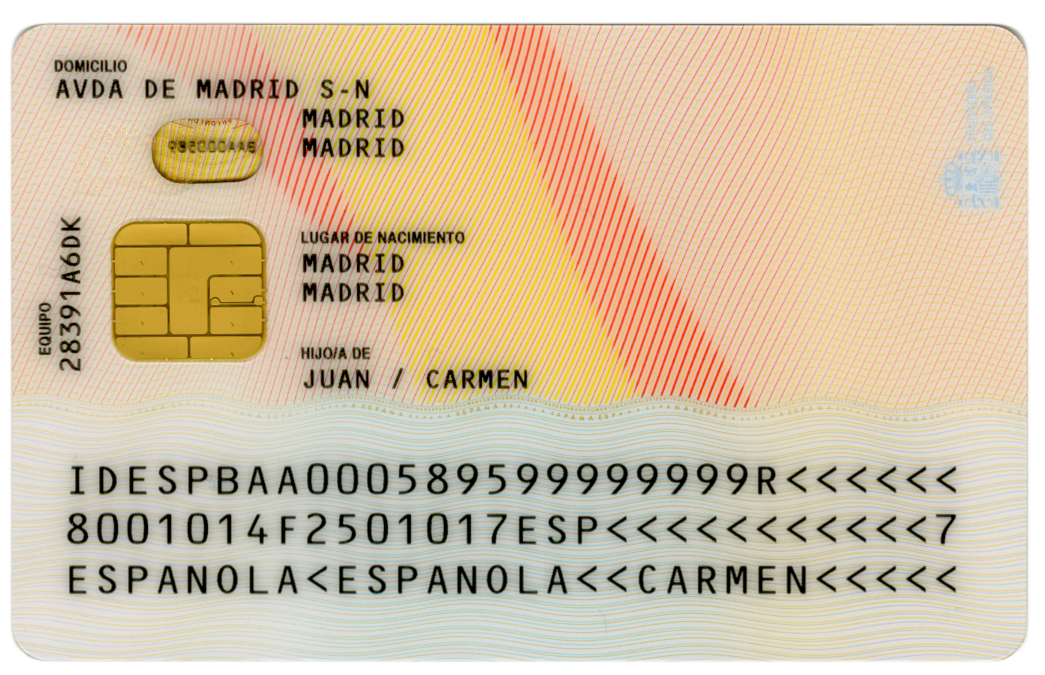 DOMICILIO
AVDA DE MADRID S-N
MADRID
MADRID
LUGAR DE NACIMIENTO
MADRID
MADRID
EQUIPO
28391A6DK
HIJO/A DE
JUAN / CARMEN
IDESPBAA000589599999999R<<<<<<
8001014F2501017ESP<<<<<<<<<<<7
ESPANOLA<ESPANOLA<<CARMEN<<<<<